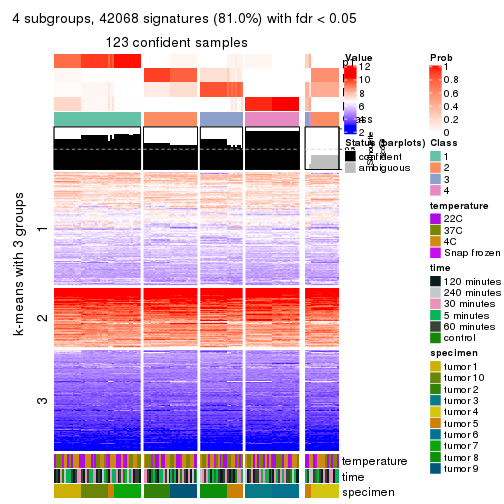 4 subgroups, 42068 signatures (81.0%) with fdr < 0.05
123 confident samples
k-means with 3 groups
1
2
3
Value
12
10
8
6
4
2
Status (barplots)
confident
ambiguous
Prob
1
0.8
0.6
0.4
0.2
0
Class
1
2
3
4
temperature
22C
37C
4C
Snap frozen
time
120 minutes
240 minutes
30 minutes
5 minutes
60 minutes
control
specimen
tumor 1
tumor 10
tumor 2
tumor 3
tumor 4
tumor 5
tumor 6
tumor 7
tumor 8
tumor 9
temperature
time
specimen